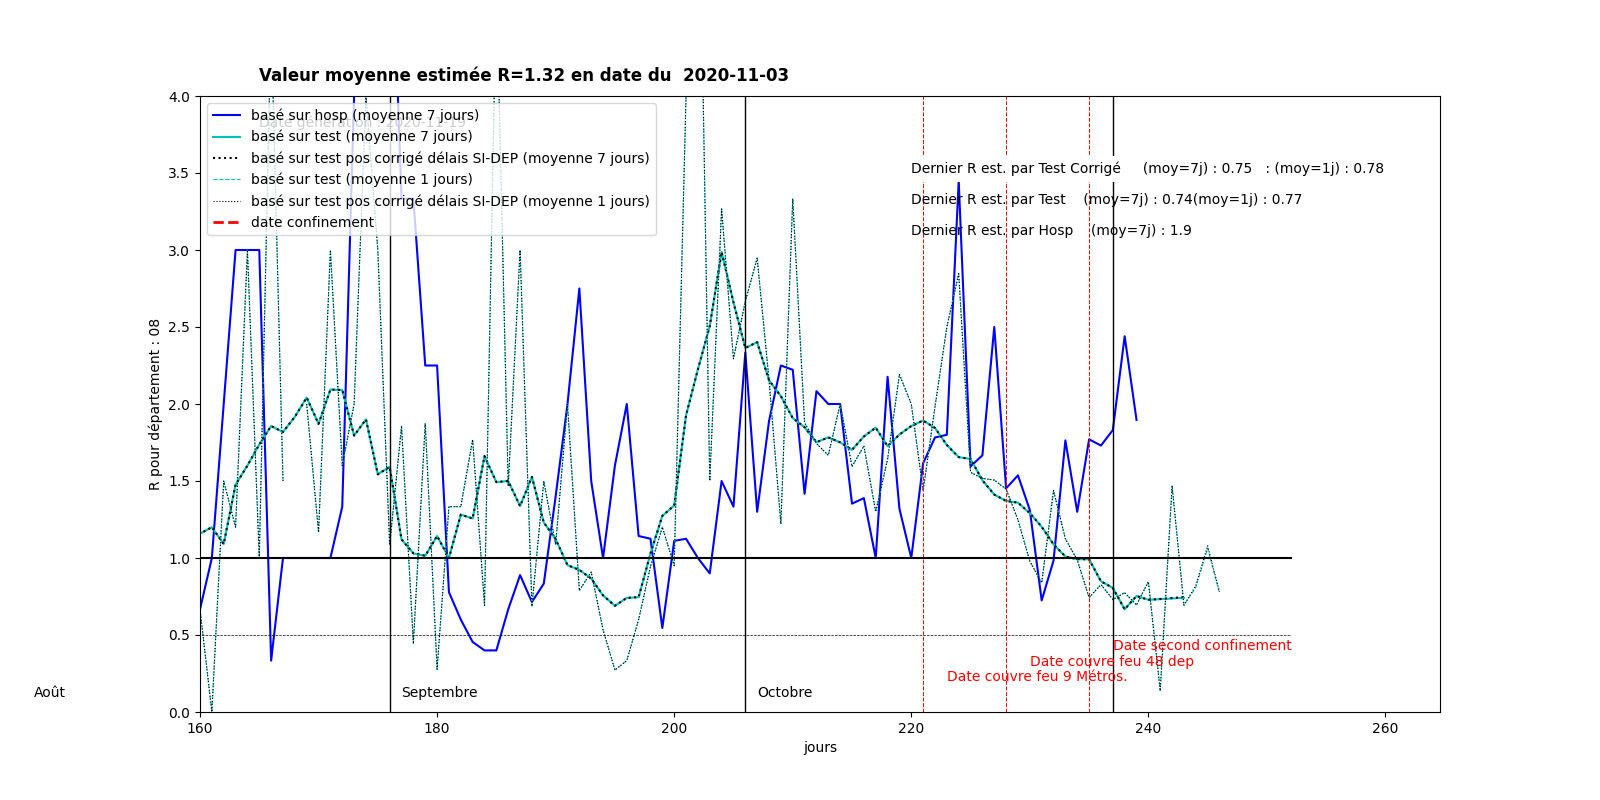 Valeur moyenne estimée R=1.32 en date du  2020-11-03
Date génération : 2020-11-19
basé sur hosp (moyenne 7 jours)
basé sur test (moyenne 7 jours)
basé sur test pos corrigé délais SI-DEP (moyenne 7 jours)
basé sur test (moyenne 1 jours)
basé sur test pos corrigé délais SI-DEP (moyenne 1 jours)
date confinement
Dernier R est. par Test Corrigé     (moy=7j) : 0.75   : (moy=1j) : 0.78
Dernier R est. par Test    (moy=7j) : 0.74(moy=1j) : 0.77
Dernier R est. par Hosp    (moy=7j) : 1.9
4.0
3.5
3.0
2.5
2.0
1.5
1.0
0.5
0.0
R pour département : 08
Date second confinement
Date couvre feu 48 dep
Date couvre feu 9 Métros.
Août
Septembre
Octobre
160
180
200
220
240
260
jours